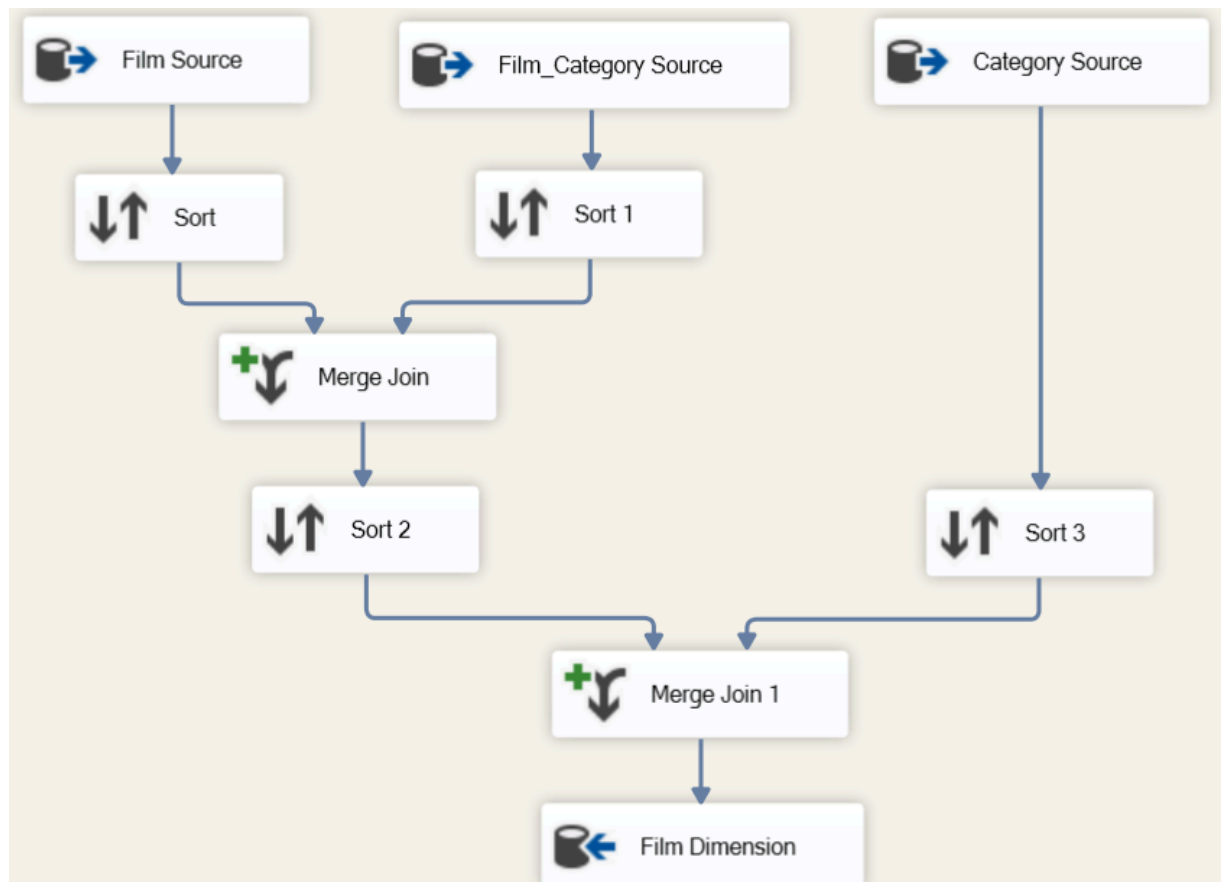 Film Source
Film_Category Source
Category Source
Sort
Sort 1
Merge Join
Sort 2
Sort 3
Merge Join 1
Film Dimension